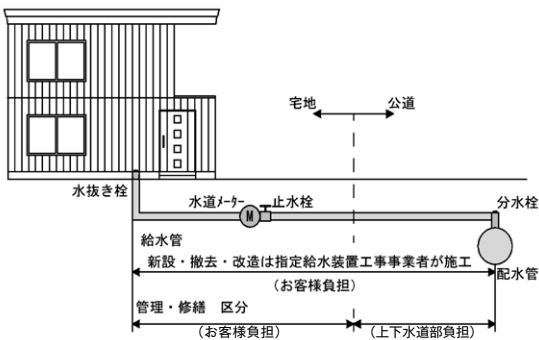 宅地 公道
水抜き栓 水道ﾒｰﾀｰ 止水栓 分水栓
M
給水管
新設・撤去・改造は指定給水装置工事事業者が施工
配水管
(お客様負担)
管理・修繕 区分
(お客様負担) (上下水道部負担)